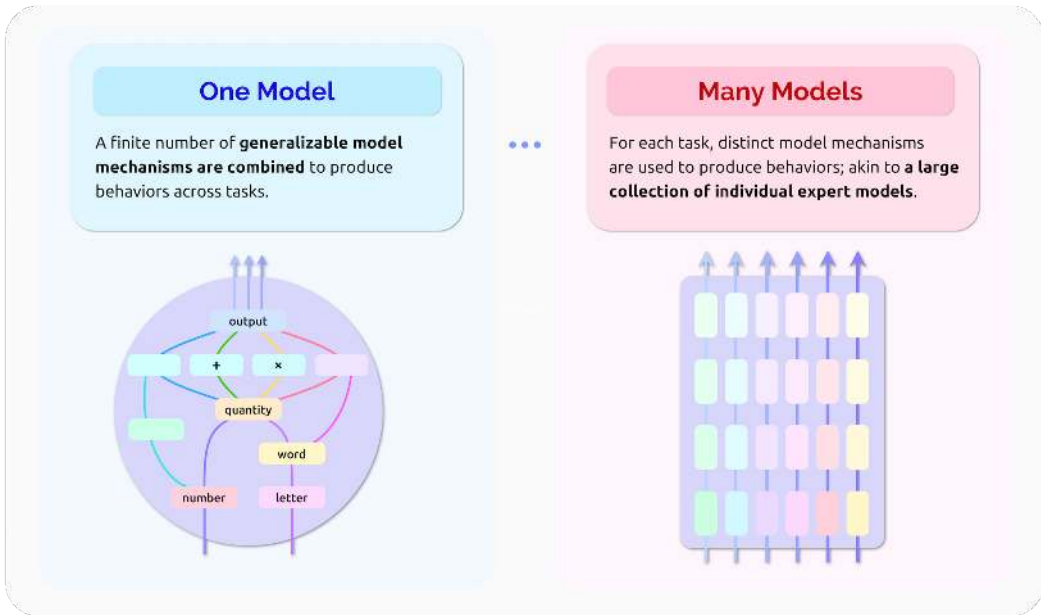 One Model
A finite number of generalizable model
mechanisms are combined to produce
behaviors across tasks.
Many Models
For each task, distinct model mechanisms
are used to produce behaviors; akin to a large
collection of individual expert models.
output
+ ×
quantity
word
number letter